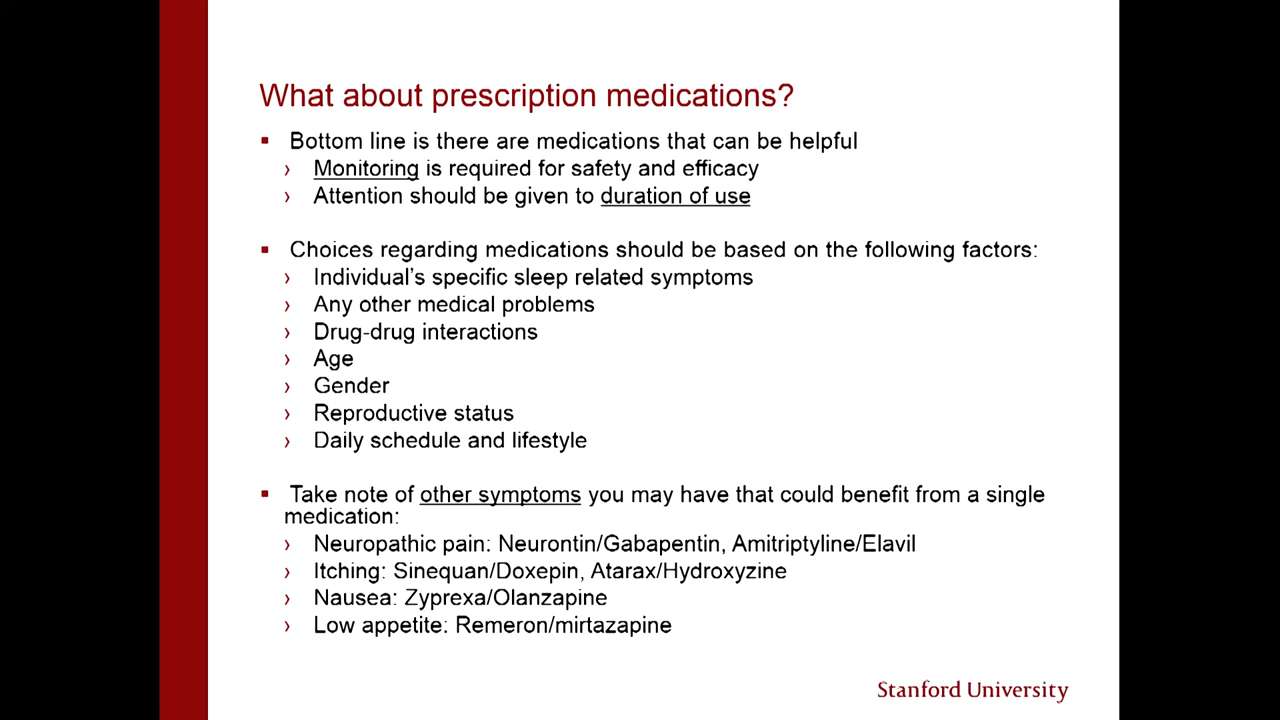 What about prescription medications?
▪ Bottom line is there are medications that can be helpful
› Monitoring is required for safety and efficacy
› Attention should be given to duration of use
▪ Choices regarding medications should be based on the following factors:
› Individual's specific sleep related symptoms
› Any other medical problems
› Drug-drug interactions
› Age
› Gender
› Reproductive status
› Daily schedule and lifestyle
▪ Take note of other symptoms you may have that could benefit from a single
medication:
› Neuropathic pain: Neurontin/Gabapentin, Amitriptyline/Elavil
› Itching: Sinequan/Doxepin, Atarax/Hydroxyzine
› Nausea: Zyprexa/Olanzapine
› Low appetite: Remeron/mirtazapine
Stanford University